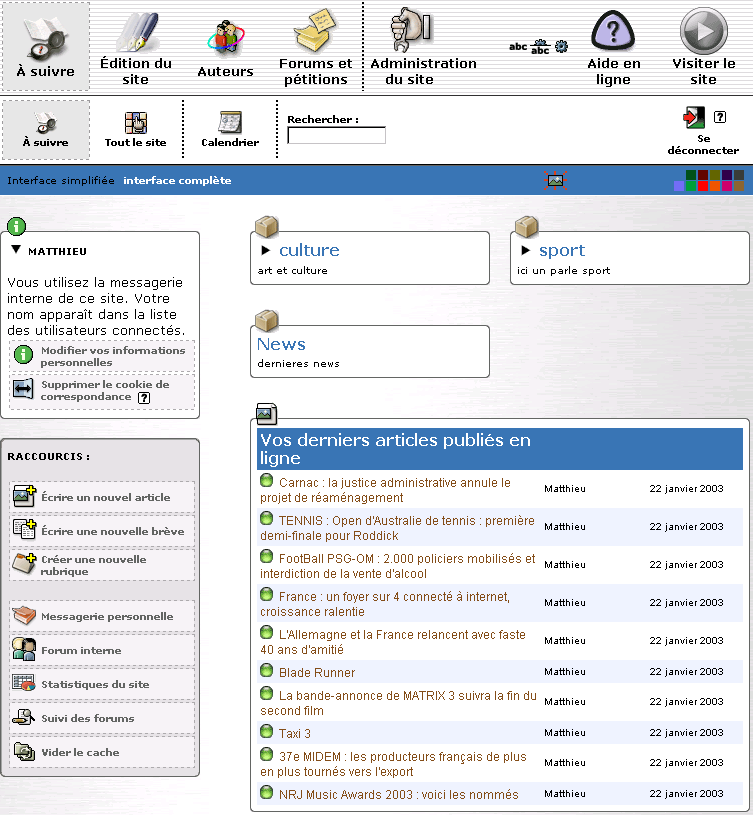 À suivre
Édition du
site
Auteurs
Forums et
pétitions
Administration
du site
abc abc
Aide en
ligne
Visiter le
site
À suivre
Tout le site
Calendrier
Rechercher :
?
Se
déconnecter
Interface simplifiée interface complète
i
MATTHIEU
Vous utilisez la messagerie
interne de ce site. Votre
nom apparaît dans la liste
des utilisateurs connectés.
i
Modifier vos informations
personnelles
Supprimer le cookie de
correspondance ?
RACCOURCIS :
Écrire un nouvel article
Écrire une nouvelle brève
Créer une nouvelle
rubrique
Messagerie personnelle
Forum interne
Statistiques du site
Suivi des forums
Vider le cache
culture
art et culture
sport
ici un parle sport
News
dernieres news
Vos derniers articles publiés en
ligne
Carnac : la justice administrative annule le
projet de réaménagement Matthieu 22 janvier 2003
TENNIS : Open d'Australie de tennis : première
demi-finale pour Roddick Matthieu 22 janvier 2003
FootBall PSG-OM : 2.000 policiers mobilisés et
interdiction de la vente d'alcool Matthieu 22 janvier 2003
France : un foyer sur 4 connecté à internet,
croissance ralentie Matthieu 22 janvier 2003
L'Allemagne et la France relancent avec faste
40 ans d'amitié Matthieu 22 janvier 2003
Blade Runner Matthieu 22 janvier 2003
La bande-annonce de MATRIX 3 suivra la fin du
second film Matthieu 22 janvier 2003
Taxi 3 Matthieu 22 janvier 2003
37e MIDEM : les producteurs français de plus
en plus tournés vers l'export Matthieu 22 janvier 2003
NRJ Music Awards 2003 : voici les nommés Matthieu 22 janvier 2003